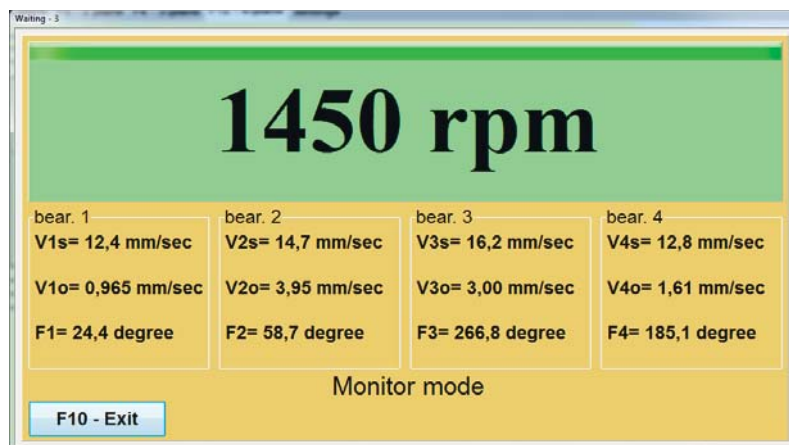 Waiting - 3
1450 rpm
bear. 1
V1s= 12,4 mm/sec
V1o= 0,965 mm/sec
F1= 24,4 degree
bear. 2
V2s= 14,7 mm/sec
V2o= 3,95 mm/sec
F2= 58,7 degree
bear. 3
V3s= 16,2 mm/sec
V3o= 3,00 mm/sec
F3= 266,8 degree
bear. 4
V4s= 12,8 mm/sec
V4o= 1,61 mm/sec
F4= 185,1 degree
Monitor mode
F10 - Exit